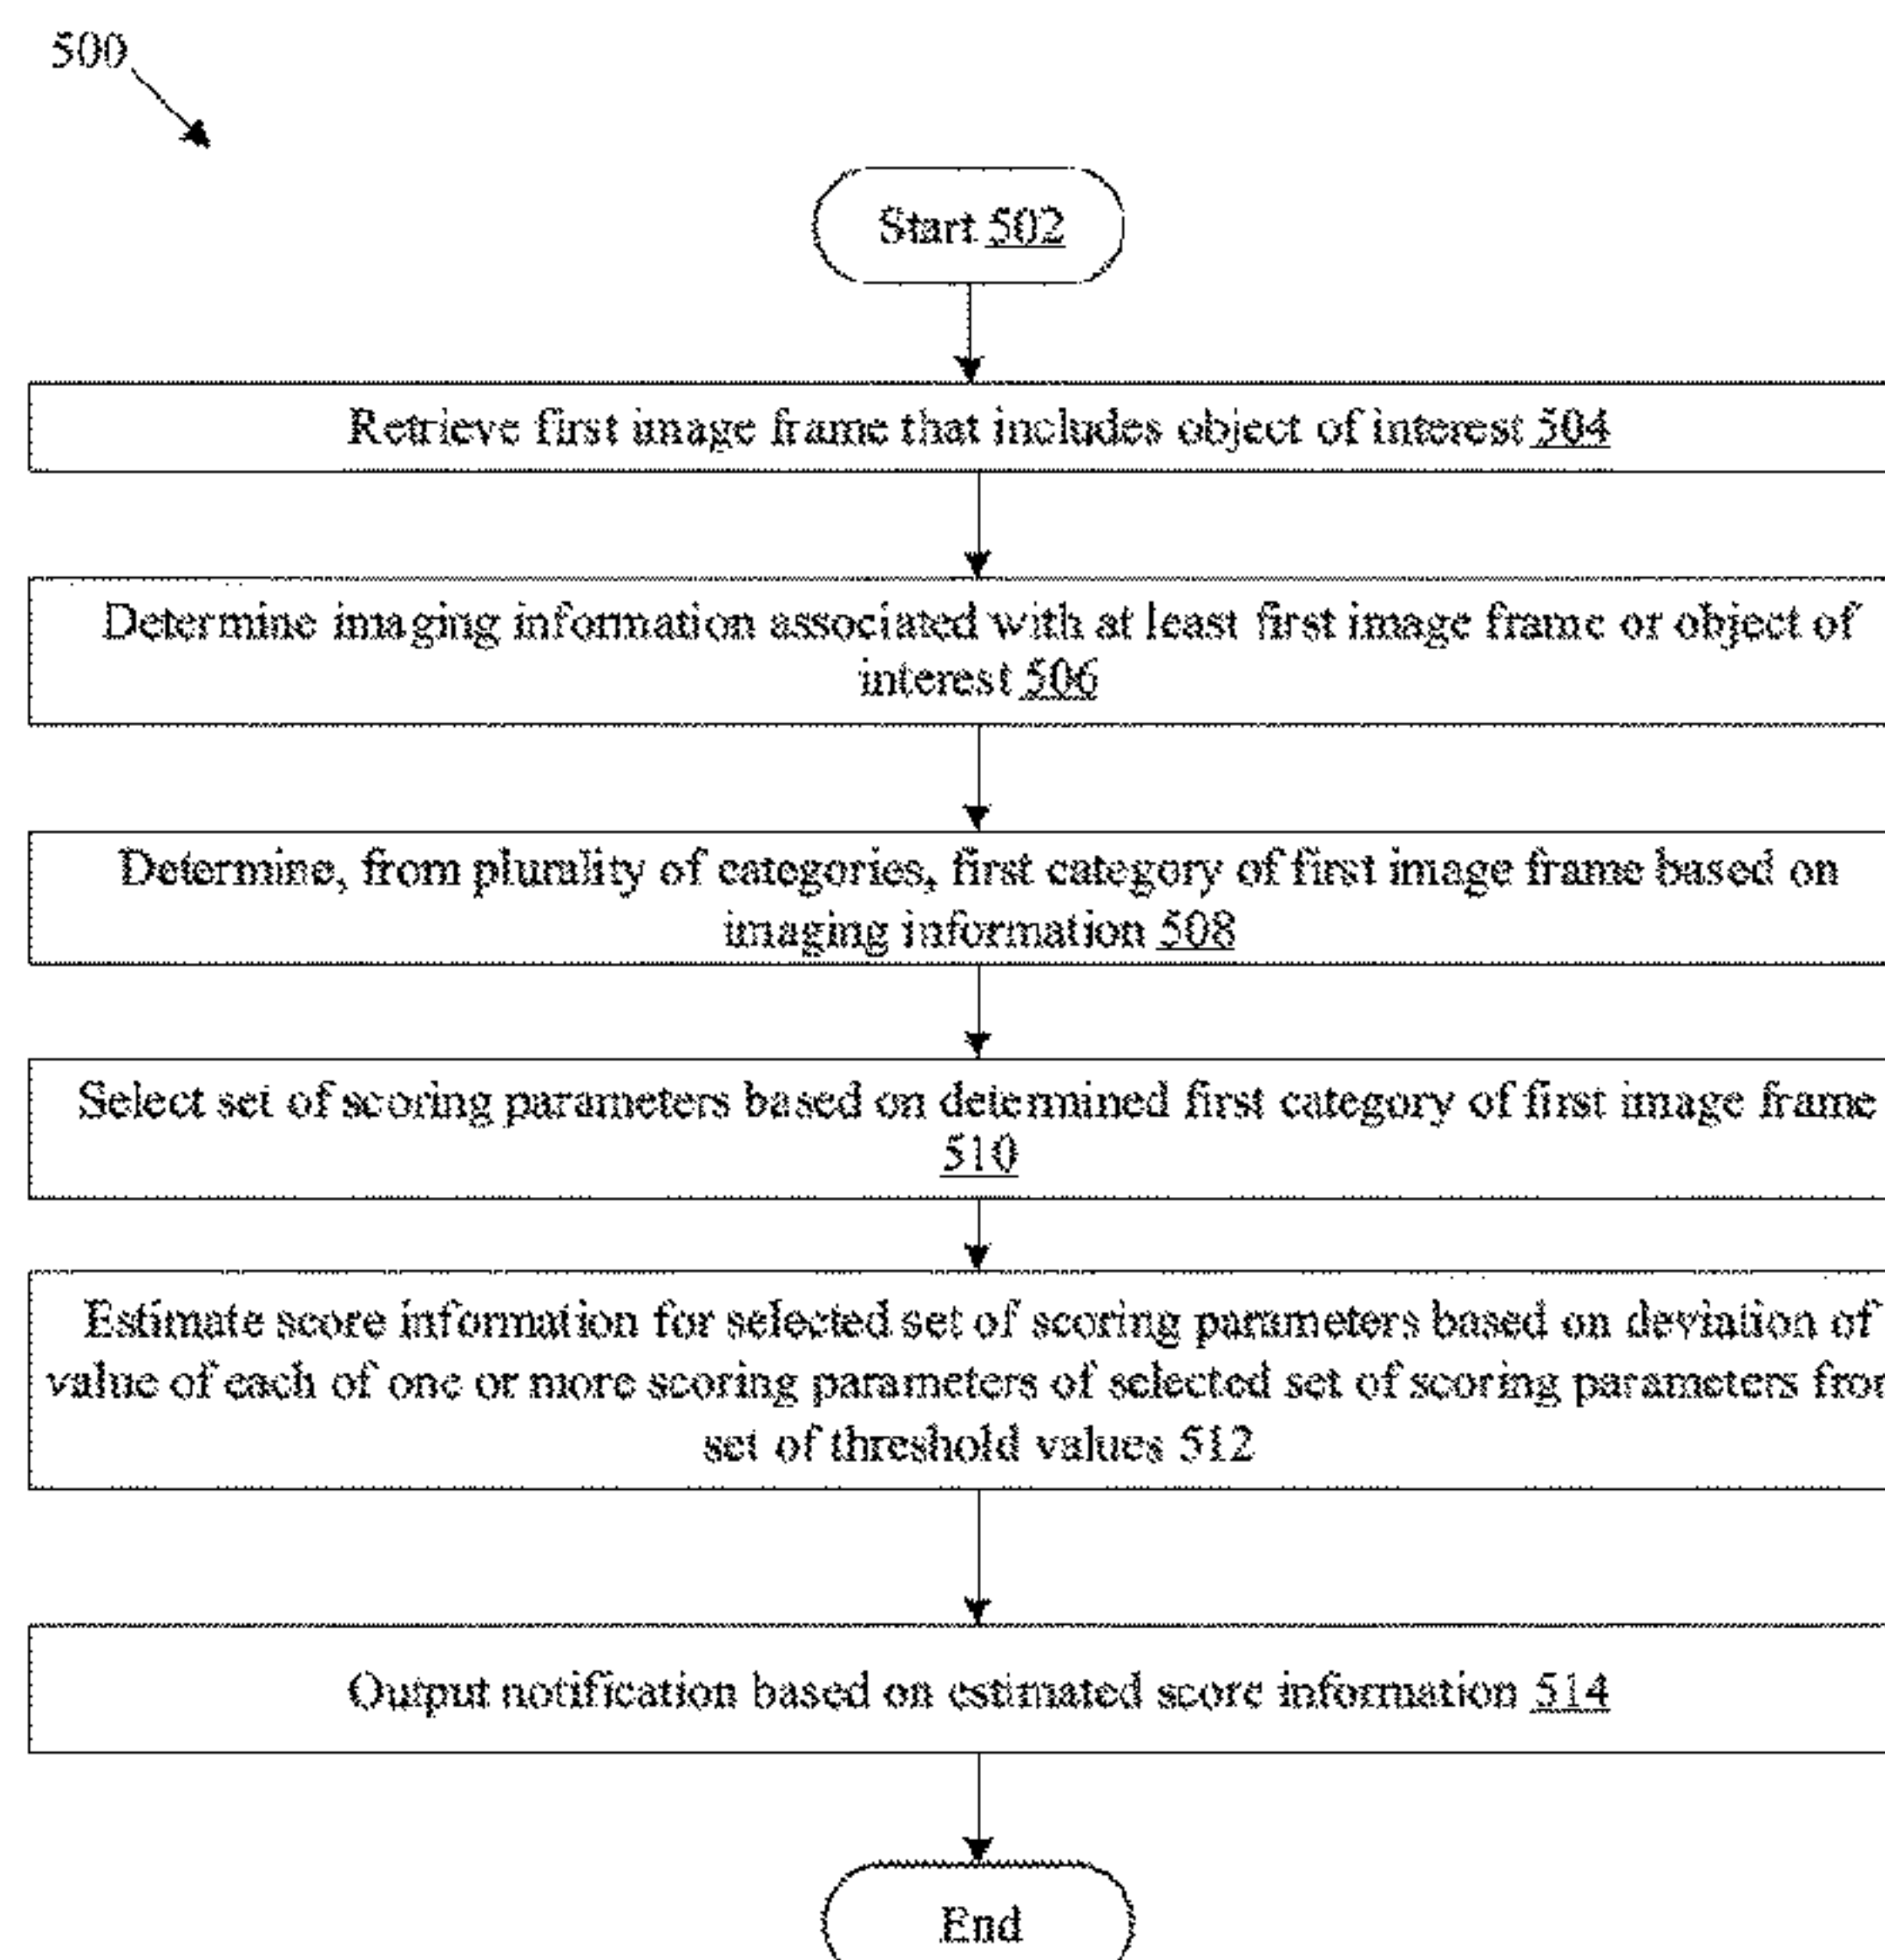 500
Start 502
Retrieve first image frame that includes object of interest 504
Determine imaging information associated with at least first image frame or object of
interest 506
Determine, from plurality of categories, first category of first image frame based on
imaging information 508
Select set of scoring parameters based on determined first category of first image frame
510
Estimate score information for selected set of scoring parameters based on deviation of
value of each of one or more scoring parameters of selected set of scoring parameters
set of threshold values 512
Output notification based on estimated score information 514
End